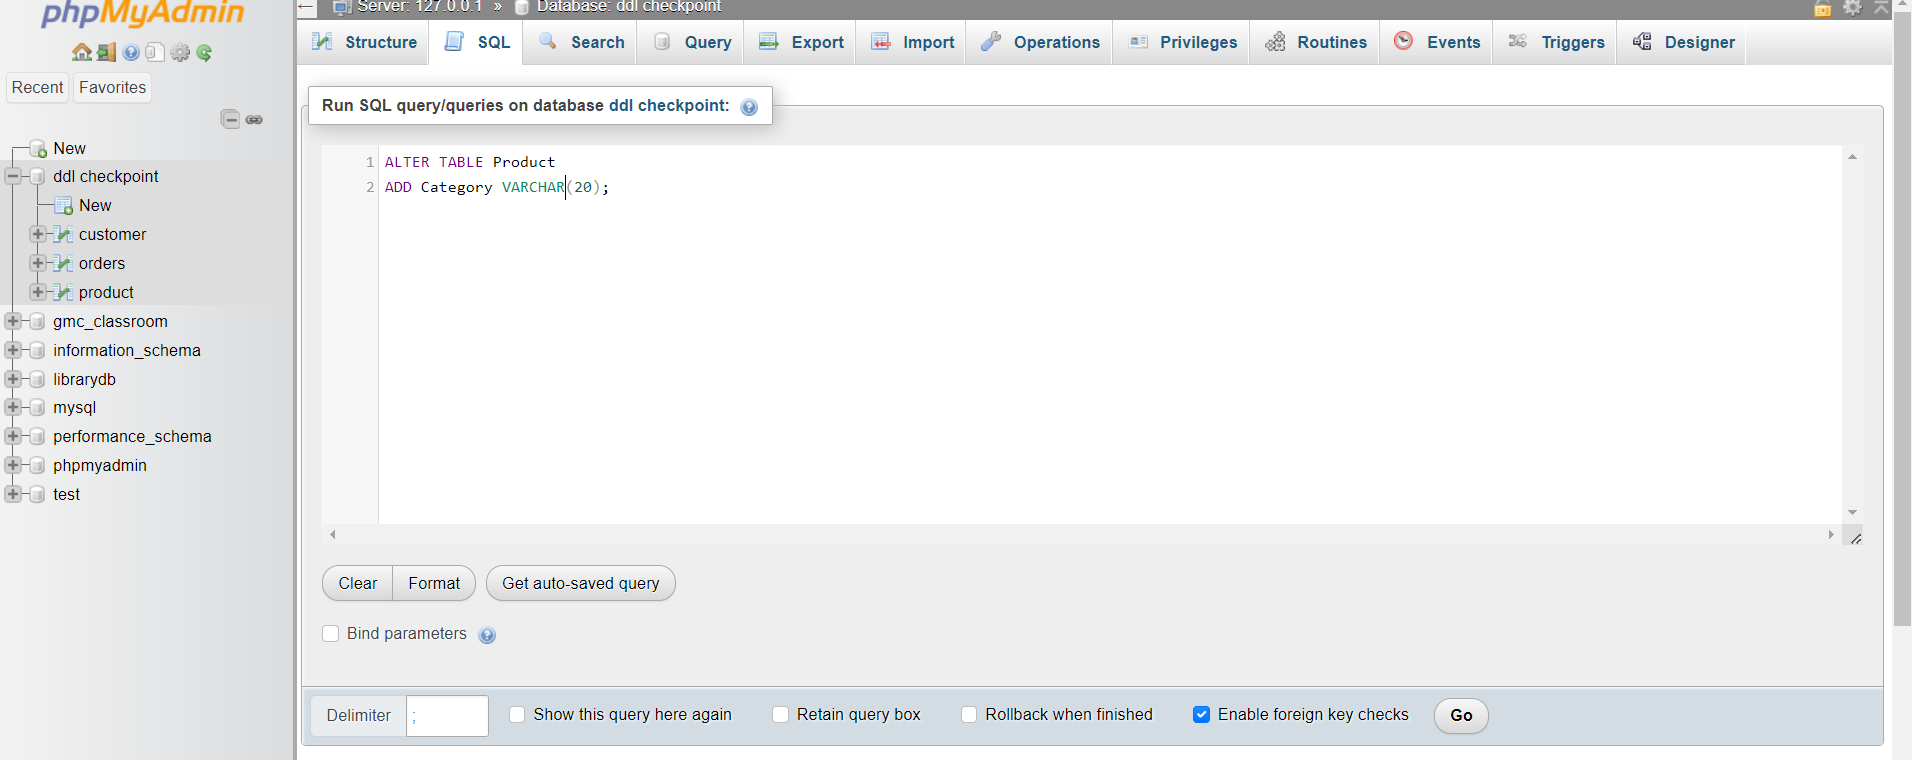 phpMyAdmin
Recent Favorites
New
ddl checkpoint
New
customer
orders
product
gmc_classroom
information_schema
librarydb
mysql
performance_schema
phpmyadmin
test
Server: 127.0.0.1 » Database: ddl checkpoint
Structure SQL Search Query Export Import Operations Privileges Routines Events Triggers Designer
Run SQL query/queries on database ddl checkpoint:
1 ALTER TABLE Product
2 ADD Category VARCHAR(20);
Clear Format Get auto-saved query
Bind parameters
Delimiter ; Show this query here again Retain query box Rollback when finished Enable foreign key checks Go